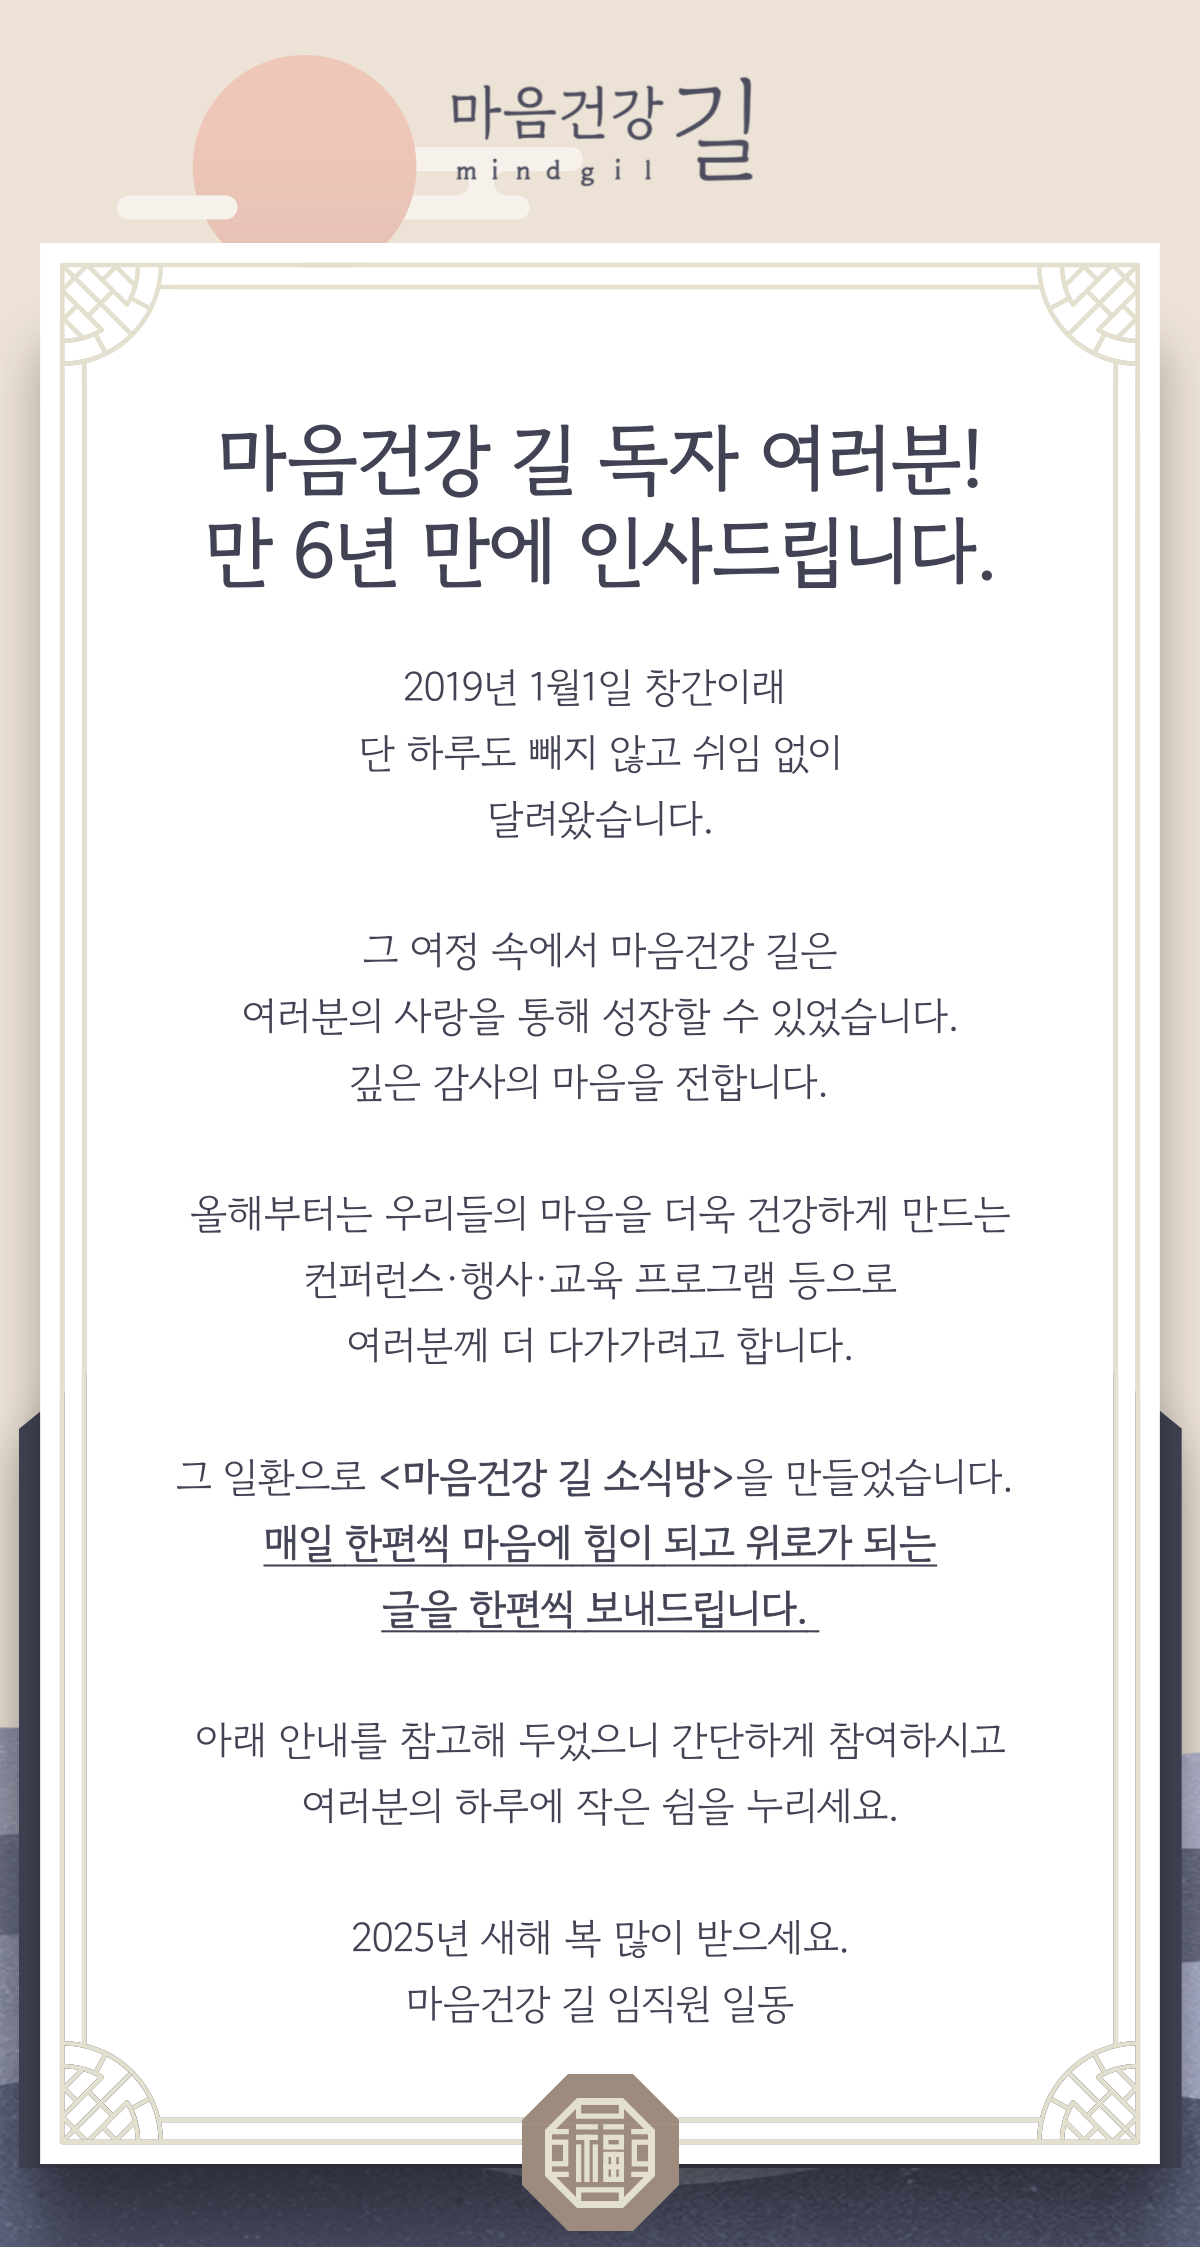 마음건강 길
mindgil
마음건강 길 독자 여러분!
만 6년 만에 인사드립니다.
2019년 1월1일 창간이래
단 하루도 빼지 않고 쉬임 없이
달려왔습니다.
그 여정 속에서 마음건강 길은
여러분의 사랑을 통해 성장할 수 있었습니다.
깊은 감사의 마음을 전합니다.
올해부터는 우리들의 마음을 더욱 건강하게 만드는
컨퍼런스·행사·교육 프로그램 등으로
여러분께 더 다가가려고 합니다.
그 일환으로 <마음건강 길 소식방>을 만들었습니다.
매일 한편씩 마음에 힘이 되고 위로가 되는
글을 한편씩 보내드립니다.
아래 안내를 참고해 두었으니 간단하게 참여하시고
여러분의 하루에 작은 쉼을 누리세요.
2025년 새해 복 많이 받으세요.
마음건강 길 임직원 일동
福